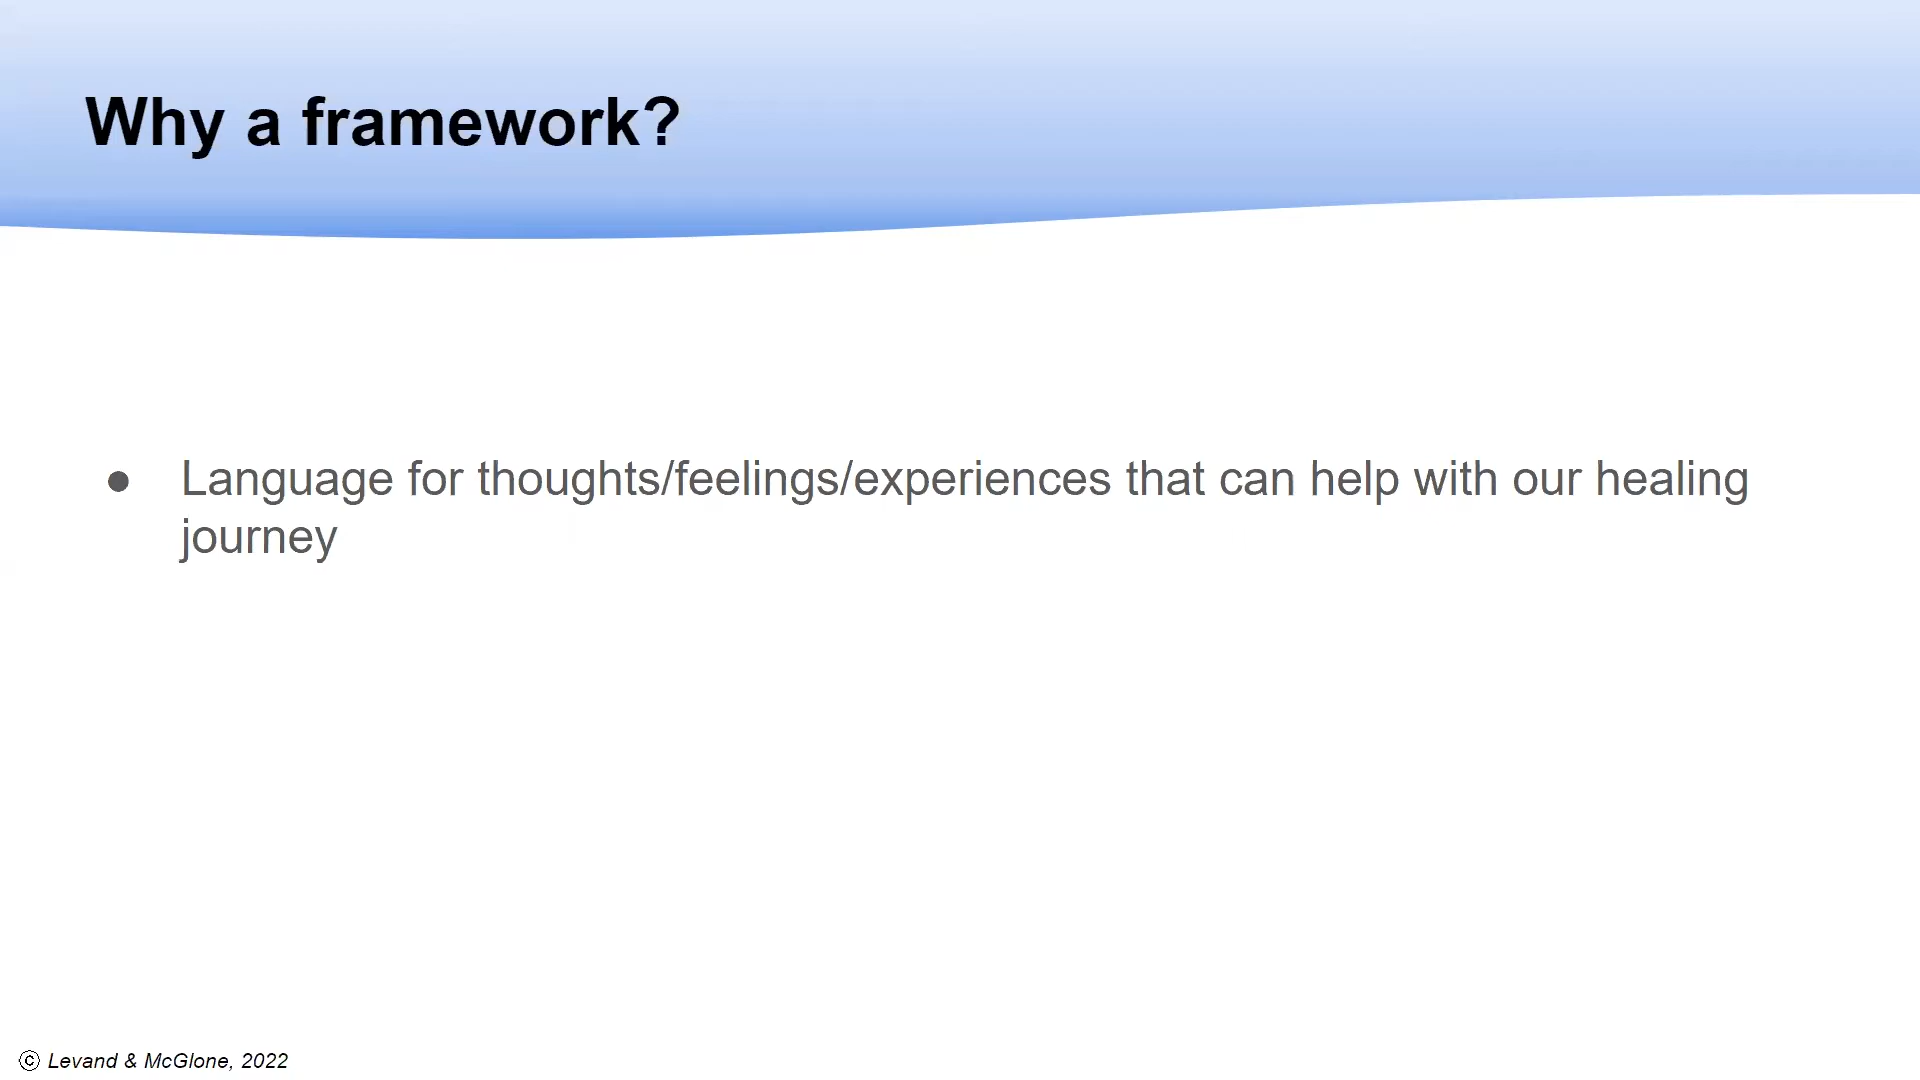 Why a framework?
● Language for thoughts/feelings/experiences that can help with our healing
journey
© Levand & McGlone, 2022